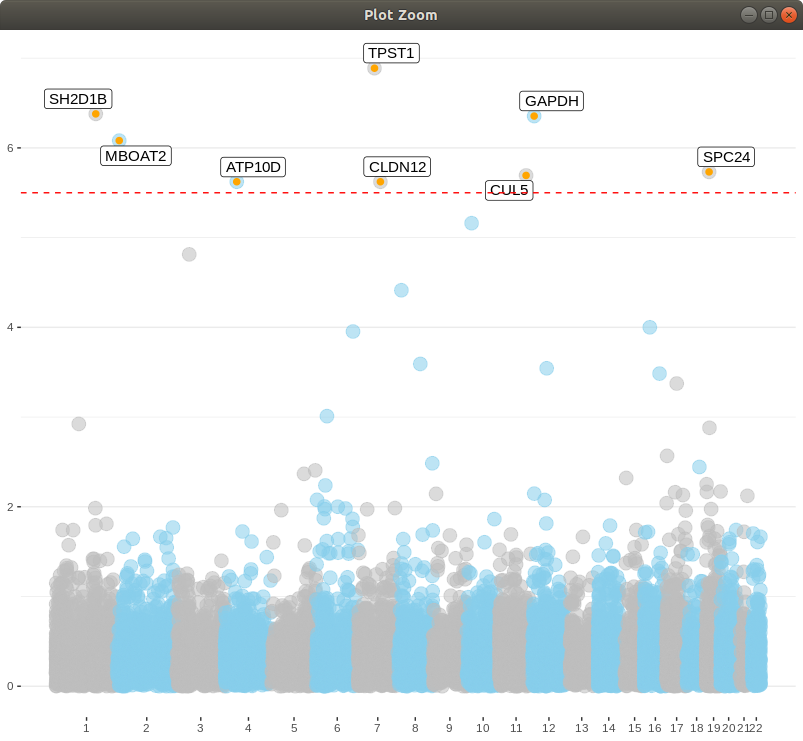 Plot Zoom
TPST1
SH2D1B
GAPDH
6
MBOAT2
ATP10D
CLDN12
SPC24
CUL5
4
2
0
1 2 3 4 5 6 7 8 9 10 11 12 13 14 15 16 17 18 19 20 21 22